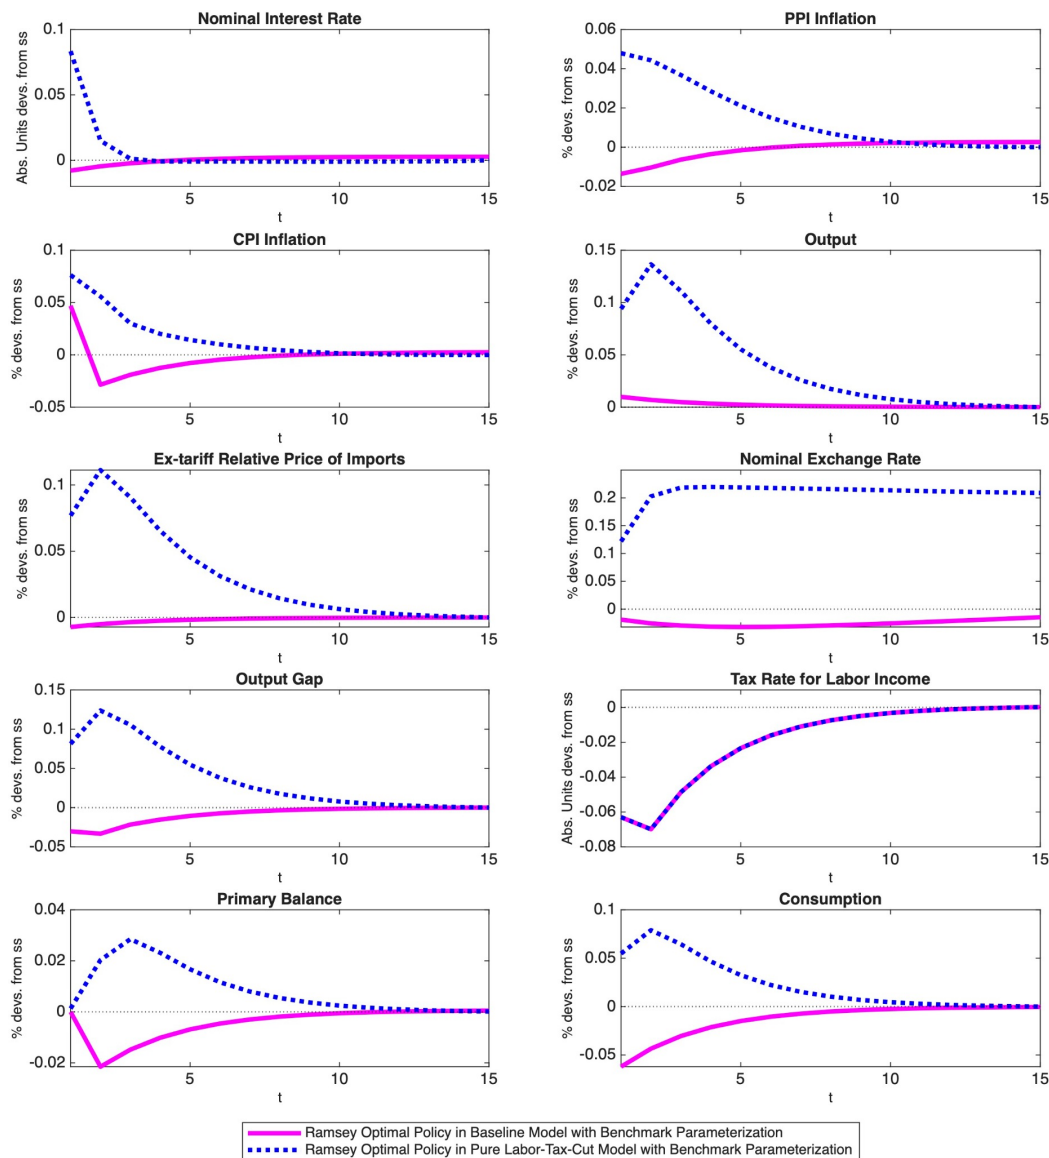 Nominal Interest Rate
Abs. Units devs. from ss
0.1
0.05
0
5
10
15
t
PPI Inflation
% devs. from ss
0.06
0.04
0.02
0
-0.02
5
10
15
t
CPI Inflation
% devs. from ss
0.1
0.05
0
-0.05
5
10
15
t
Output
% devs. from ss
0.15
0.1
0.05
0
5
10
15
t
Ex-tariff Relative Price of Imports
% devs. from ss
0.1
0.05
0
5
10
15
t
Nominal Exchange Rate
% devs. from ss
0.2
0.15
0.1
0.05
0
5
10
15
t
Output Gap
% devs. from ss
0.15
0.1
0.05
0
-0.05
5
10
15
t
Tax Rate for Labor Income
Abs. Units devs. from ss
0
-0.02
-0.04
-0.06
-0.08
5
10
15
t
Primary Balance
% devs. from ss
0.04
0.02
0
-0.02
5
10
15
t
Consumption
% devs. from ss
0.1
0.05
0
-0.05
5
10
15
t
Ramsey Optimal Policy in Baseline Model with Benchmark Parameterization
Ramsey Optimal Policy in Pure Labor-Tax-Cut Model with Benchmark Parameterization